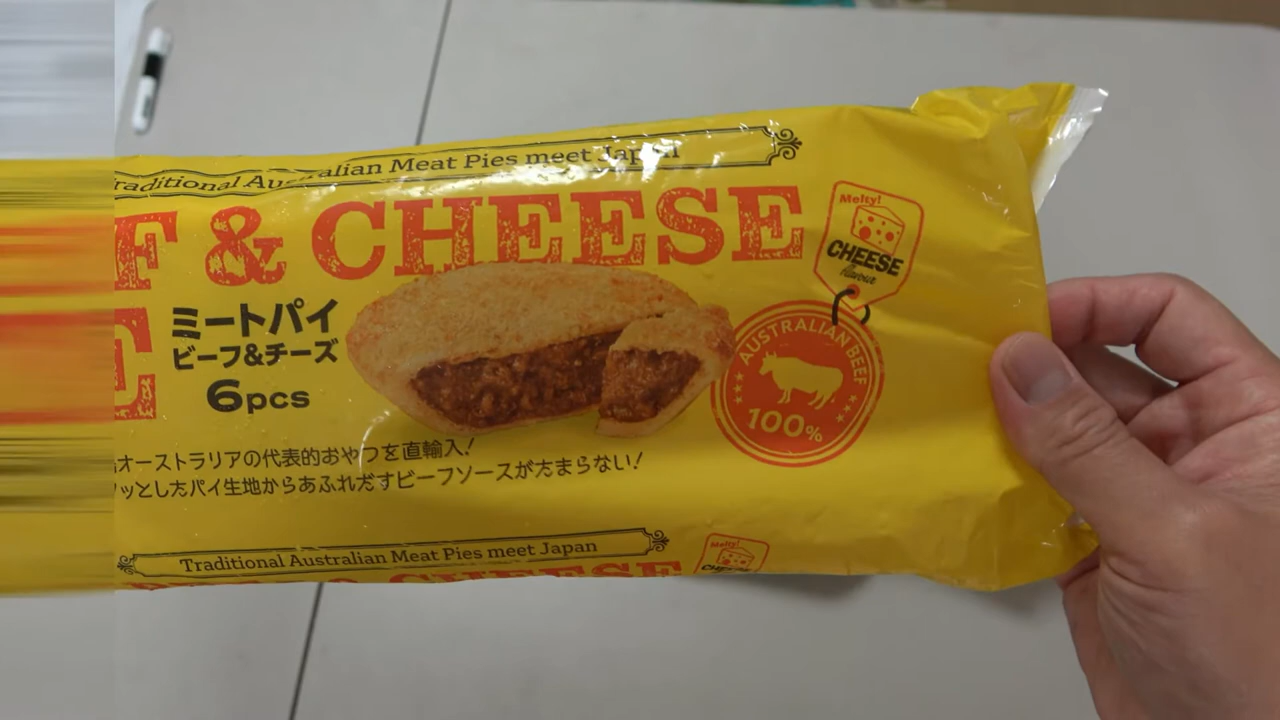 Traditional Australian Meat Pies meet Japan
F & CHEESE
E
ミートパイ
ビーフ&チーズ
6pcs
オーストラリアの代表的おやつを直輸入!
ッとしたパイ生地からあふれだすビーフソースがたまらない!
Melty!
CHEESE
flavour
AUSTRALIAN BEEF
100%
Traditional Australian Meat Pies meet Japan
& CHEESE
Melty!